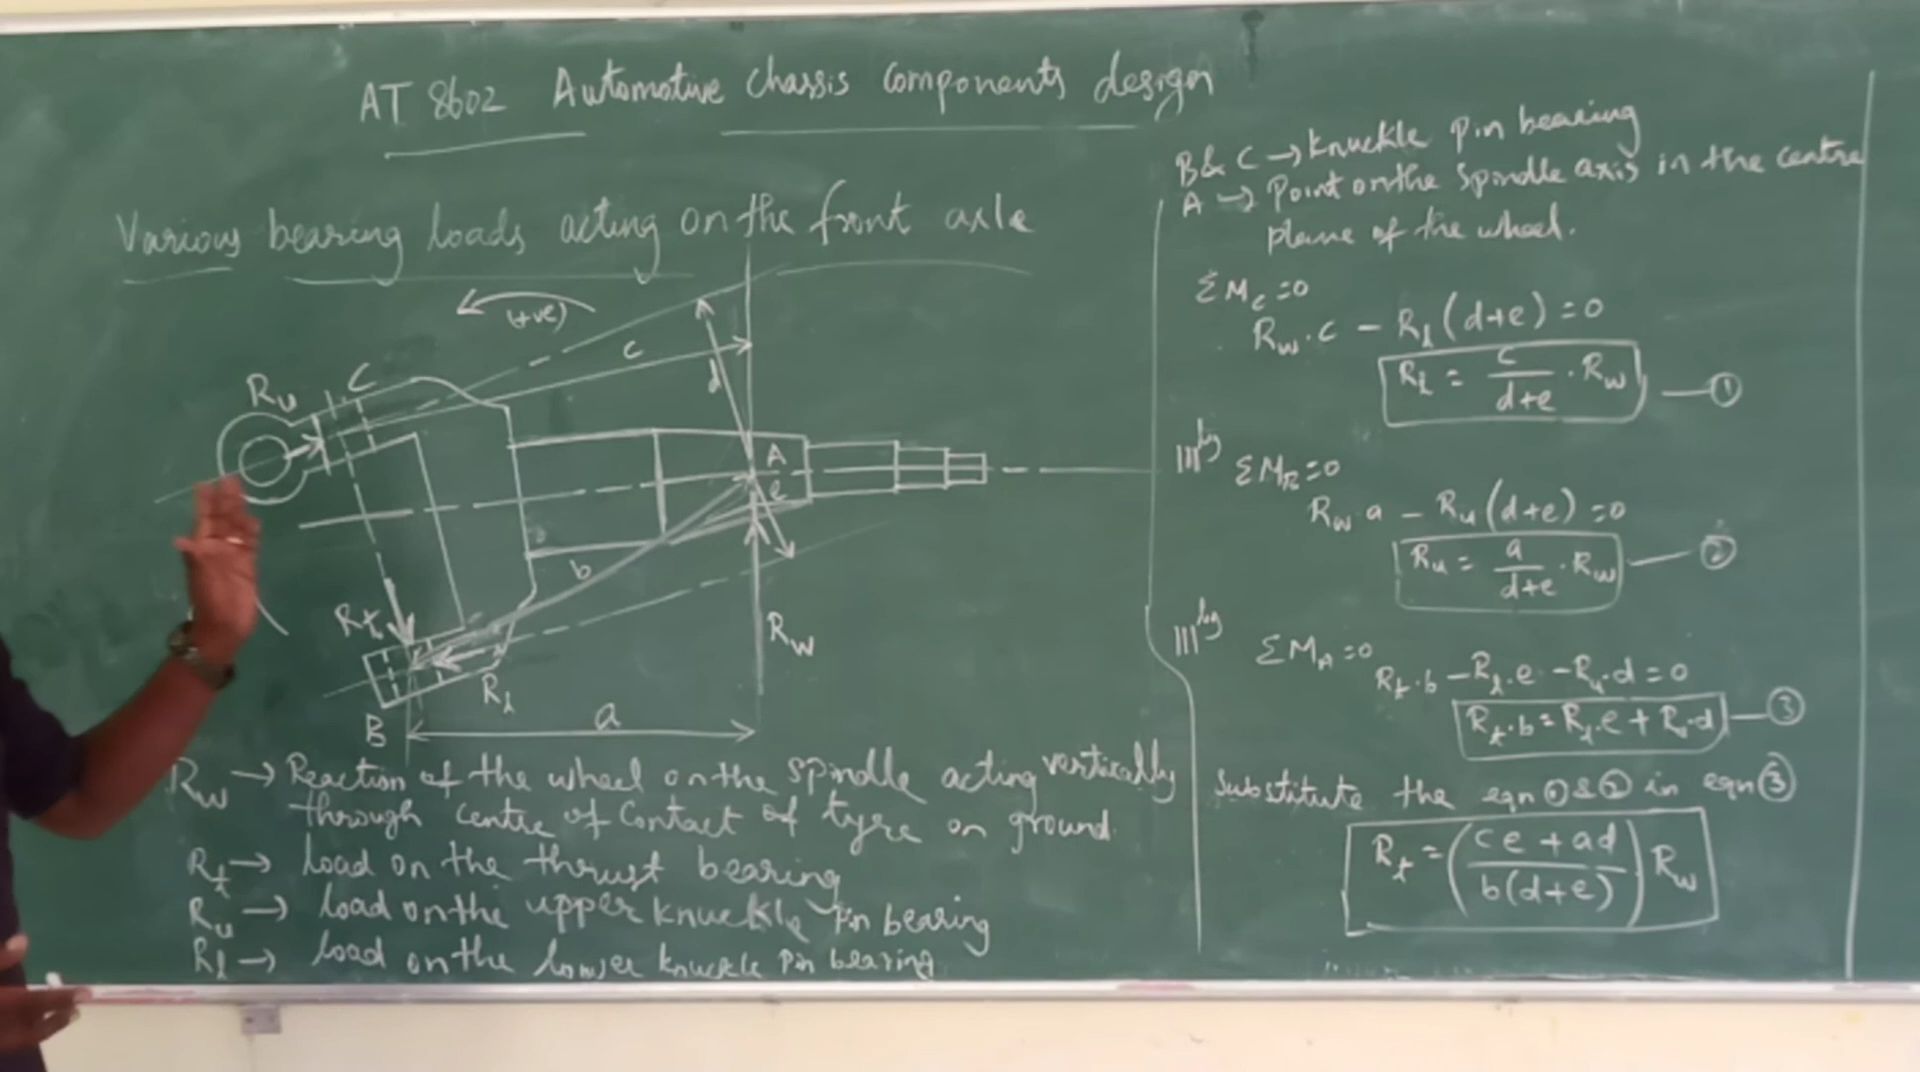 AT 8602 Automotive chassis components design
Various bearing loads acting on the front axle
(+ve)
c
d
Ru
C
A
e
b
Rt
Rw
Rl
B
a
Rw → Reaction of the wheel on the spindle acting vertically
through centre of contact of tyre on ground.
Rt → load on the thrust bearing
Ru → load on the upper knuckle pin bearing
Rl → load on the lower knuckle pin bearing
B & C → knuckle pin bearing
A → Point on the spindle axis in the centre
plane of the wheel.
ΣMc=0
Rw·c − Rl(d+e)=0
Rl = c/(d+e) · Rw —①
|||ly ΣMB=0
Rw·a − Ru(d+e)=0
Ru = a/(d+e) · Rw —②
|||ly ΣMA=0
Rt·b − Rl·e − Ru·d=0
Rt·b = Rl·e + Ru·d —③
Substitute the eqn ① & ② in eqn ③
Rt = (ce + ad / b(d+e)) Rw